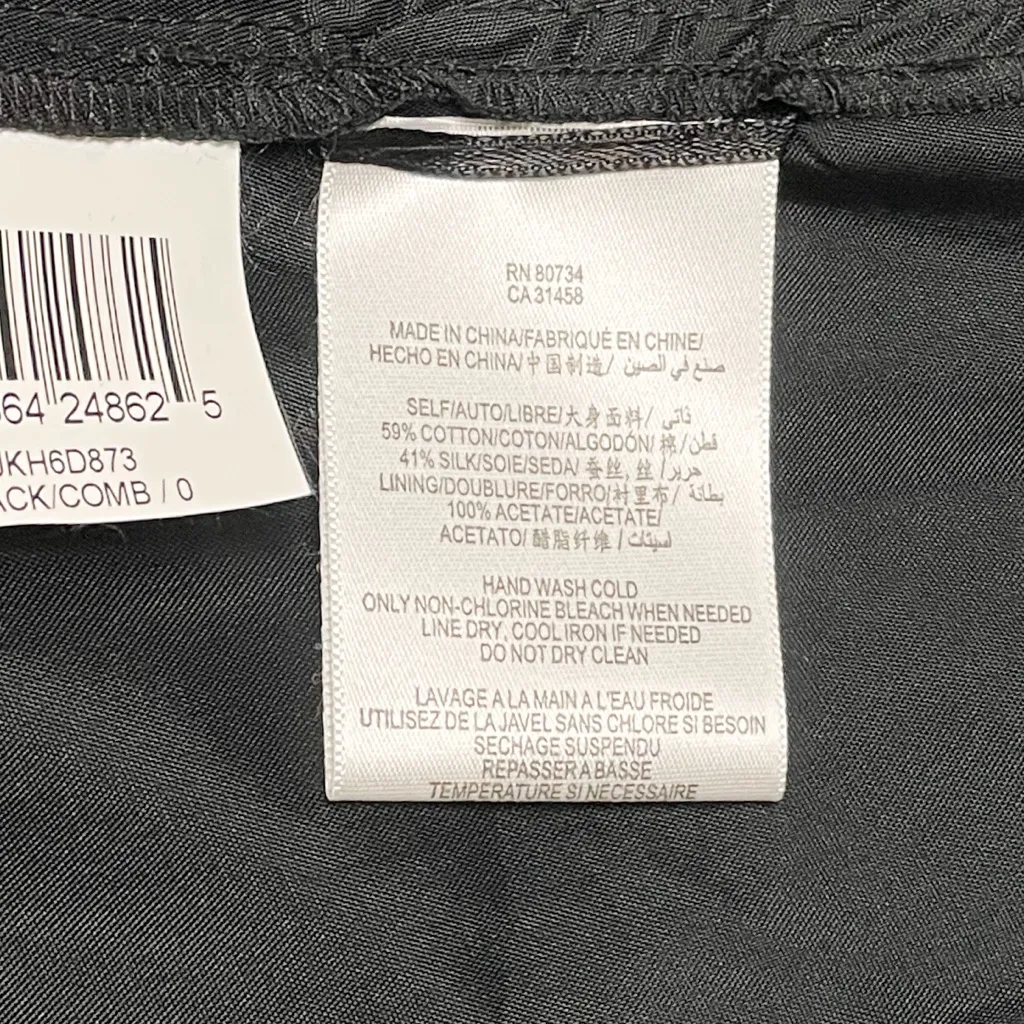 24862 5
JKH6D873
ACK/COMB / 0
RN 80734
CA 31458
MADE IN CHINA/FABRIQUÉ EN CHINE/
HECHO EN CHINA/ 中国制造/ صنع في الصين
SELF/AUTO/LIBRE/大身面料/ ذاتي
59% COTTON/COTON/ALGODÓN/ 棉/قطن
41% SILK/SOIE/SEDA/ 蚕丝, 丝 /هرير
LINING/DOUBLURE/FORRO/衬里布/ بطانة
100% ACETATE/ACÉTATE/
ACETATO/ 醋脂纤维 / اسيتات
HAND WASH COLD
ONLY NON-CHLORINE BLEACH WHEN NEEDED
LINE DRY, COOL IRON IF NEEDED
DO NOT DRY CLEAN
LAVAGE A LA MAIN A L'EAU FROIDE
UTILISEZ DE LA JAVEL SANS CHLORE SI BESOIN
SECHAGE SUSPENDU
REPASSER A BASSE
TEMPERATURE SI NECESSAIRE